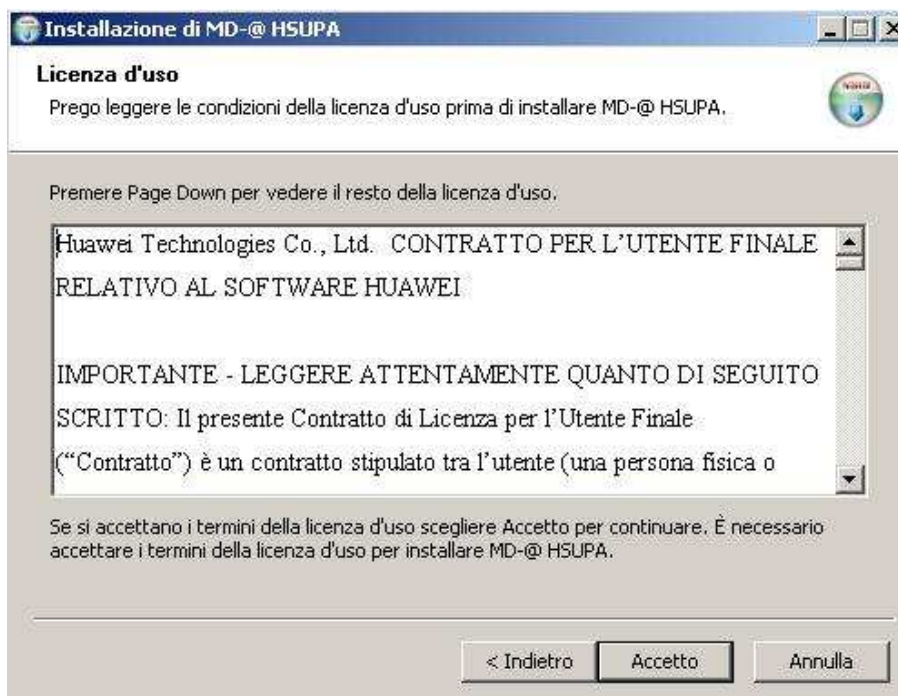 Installazione di MD-@ HSUPA
Licenza d'uso
Prego leggere le condizioni della licenza d'uso prima di installare MD-@ HSUPA.
Premere Page Down per vedere il resto della licenza d'uso.
Huawei Technologies Co., Ltd.  CONTRATTO PER L'UTENTE FINALE
RELATIVO AL SOFTWARE HUAWEI
IMPORTANTE - LEGGERE ATTENTAMENTE QUANTO DI SEGUITO
SCRITTO: Il presente Contratto di Licenza per l'Utente Finale
(“Contratto”) è un contratto stipulato tra l'utente (una persona fisica o
Se si accettano i termini della licenza d'uso scegliere Accetto per continuare. È necessario
accettare i termini della licenza d'uso per installare MD-@ HSUPA.
< Indietro
Accetto
Annulla